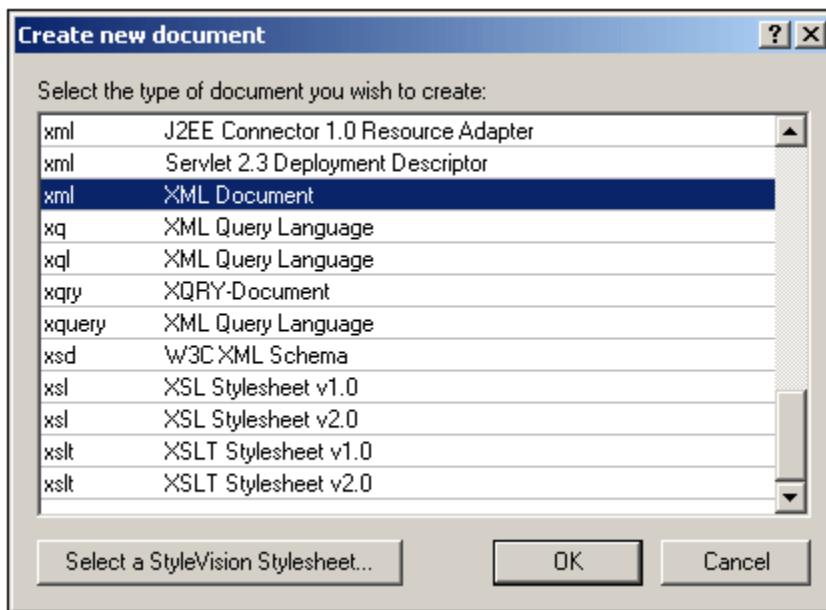 Create new document
Select the type of document you wish to create:
xml J2EE Connector 1.0 Resource Adapter
xml Servlet 2.3 Deployment Descriptor
xml XML Document
xq XML Query Language
xql XML Query Language
xqry XQRY-Document
xquery XML Query Language
xsd W3C XML Schema
xsl XSL Stylesheet v1.0
xsl XSL Stylesheet v2.0
xslt XSLT Stylesheet v1.0
xslt XSLT Stylesheet v2.0
Select a StyleVision Stylesheet... OK Cancel